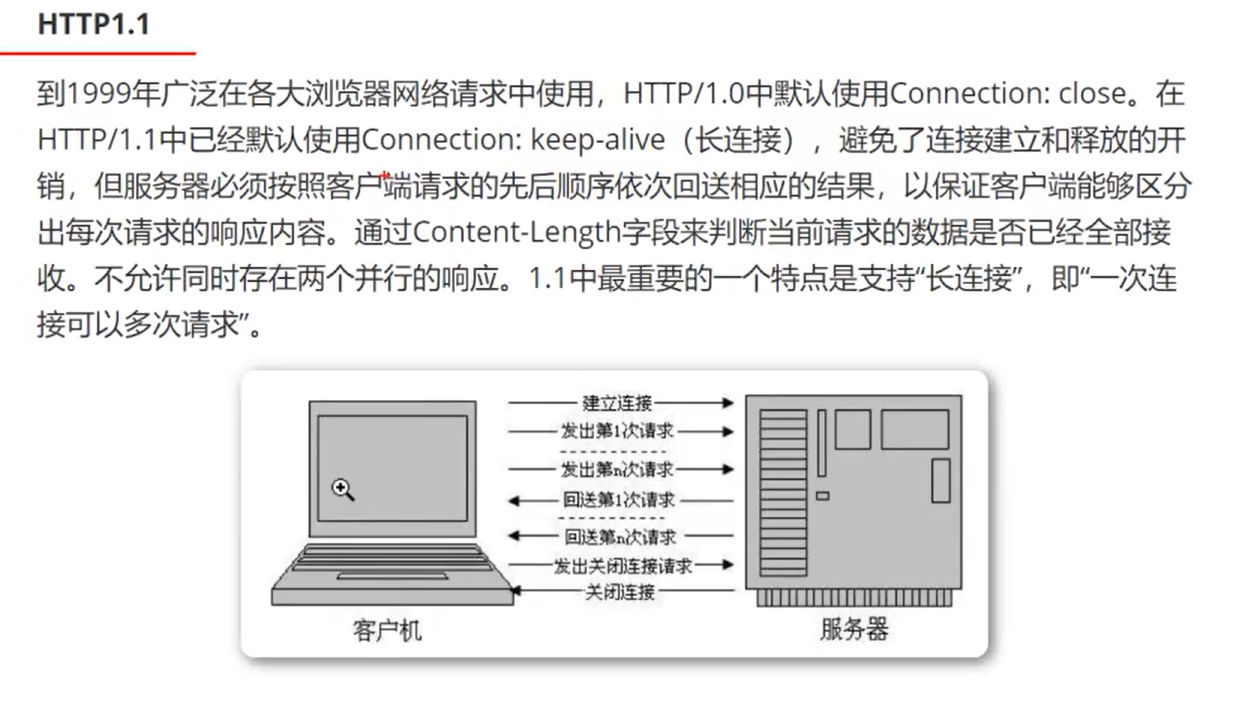 HTTP1.1
到1999年广泛在各大浏览器网络请求中使用，HTTP/1.0中默认使用Connection: close。在
HTTP/1.1中已经默认使用Connection: keep-alive（长连接），避免了连接建立和释放的开
销，但服务器必须按照客户端请求的先后顺序依次回送相应的结果，以保证客户端能够区分
出每次请求的响应内容。通过Content-Length字段来判断当前请求的数据是否已经全部接
收。不允许同时存在两个并行的响应。1.1中最重要的一个特点是支持“长连接”，即“一次连
接可以多次请求”。
建立连接
发出第1次请求
发出第n次请求
回送第1次请求
回送第n次请求
发出关闭连接请求
关闭连接
客户机
服务器